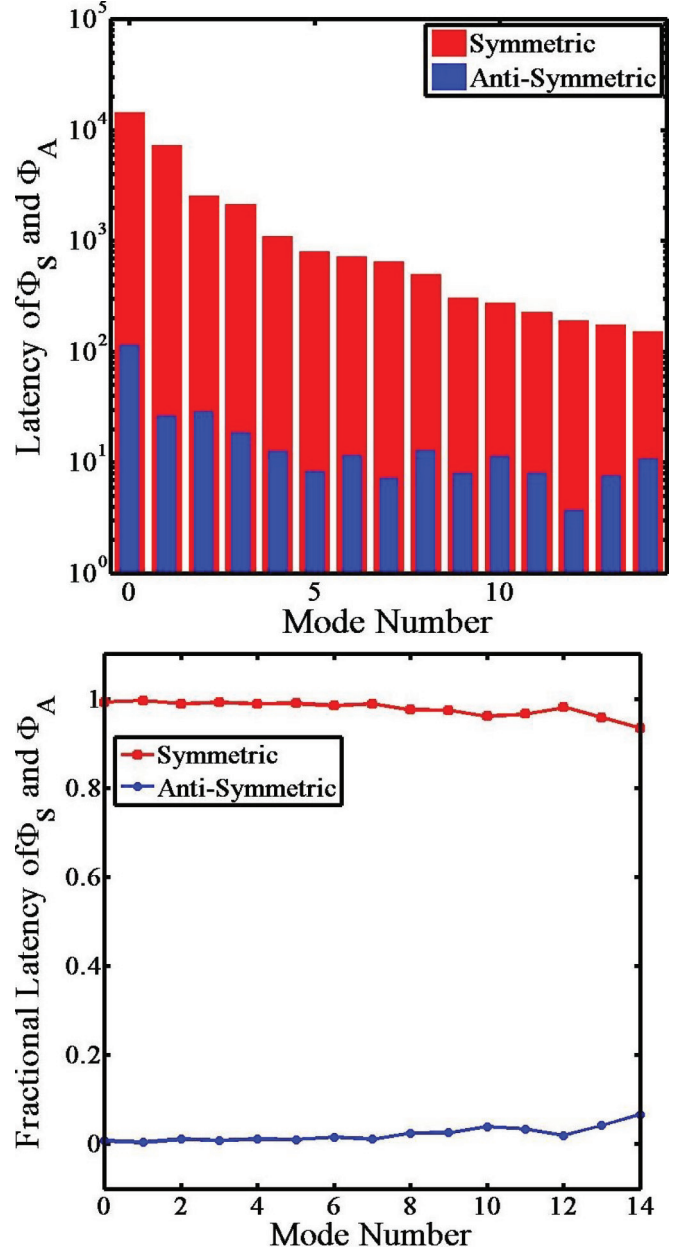 10^5
10^4
10^3
10^2
10^1
10^0
Latency of Φ_S and Φ_A
Symmetric
Anti-Symmetric
0 5 10
Mode Number
1
0.8
0.6
0.4
0.2
0
Fractional Latency of Φ_S and Φ_A
Symmetric
Anti-Symmetric
0 2 4 6 8 10 12 14
Mode Number